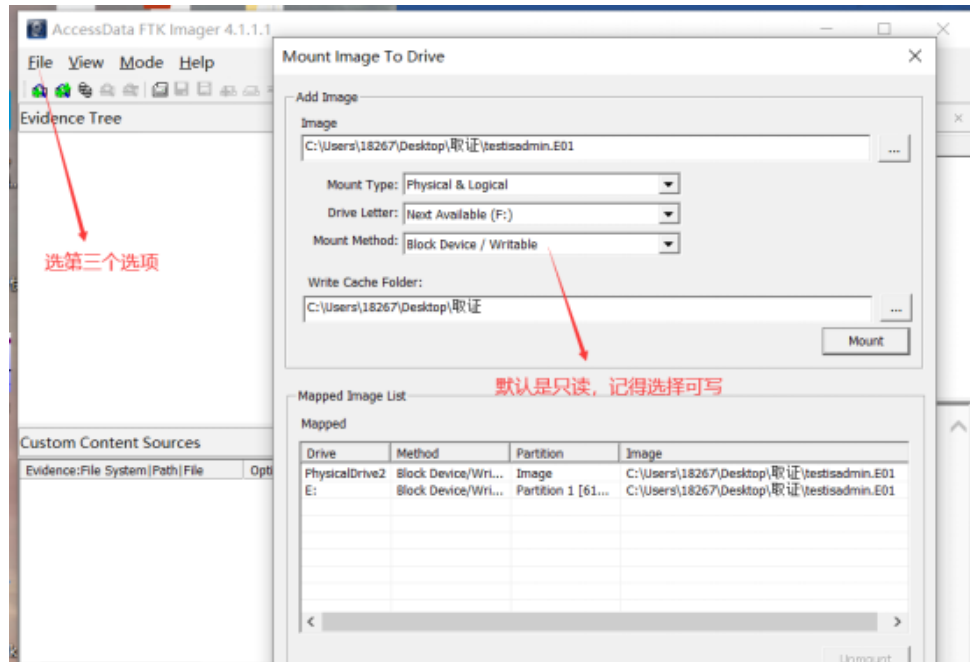 AccessData FTK Imager 4.1.1.1
File View Mode Help
Evidence Tree
选第三个选项
Custom Content Sources
Evidence:File System|Path|File Opti
Mount Image To Drive
Add Image
Image
C:\Users\18267\Desktop\取证\testisadmin.E01
...
Mount Type: Physical & Logical
Drive Letter: Next Available (F:)
Mount Method: Block Device / Writable
Write Cache Folder:
C:\Users\18267\Desktop\取证
...
Mount
默认是只读，记得选择可写
Mapped Image List
Mapped
Drive Method Partition Image
PhysicalDrive2 Block Device/Wri... Image C:\Users\18267\Desktop\取证\testisadmin.E01
E: Block Device/Wri... Partition 1 [61... C:\Users\18267\Desktop\取证\testisadmin.E01
Unmount